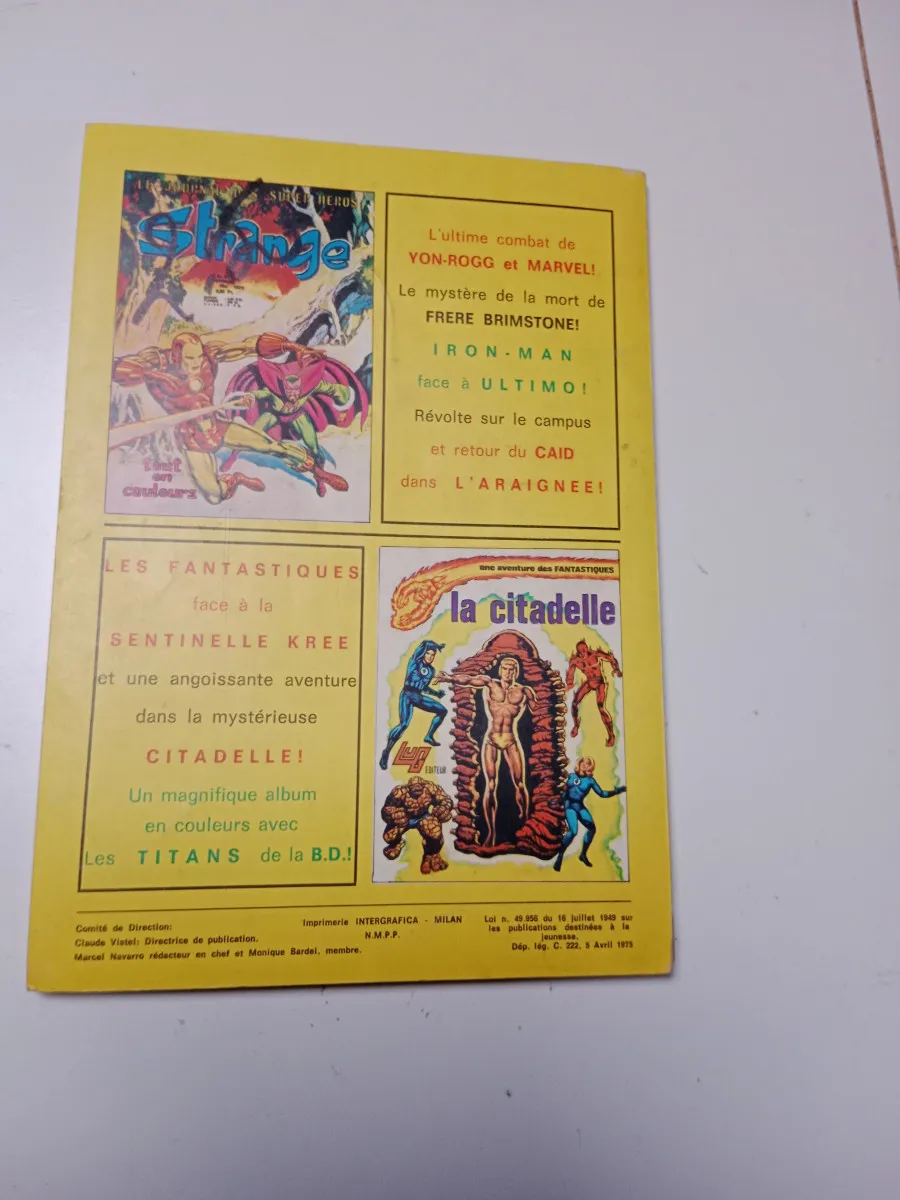 LE JOURNAL DES SUPER HEROS
Strange
tout
en
couleurs
L'ultime combat de
YON-ROGG et MARVEL!
Le mystère de la mort de
FRERE BRIMSTONE!
IRON-MAN
face à ULTIMO!
Révolte sur le campus
et retour du CAID
dans L'ARAIGNEE!
LES FANTASTIQUES
face à la
SENTINELLE KREE
et une angoissante aventure
dans la mystérieuse
CITADELLE!
Un magnifique album
en couleurs avec
Les TITANS de la B.D.!
une aventure des FANTASTIQUES
la citadelle
LUG
EDITEUR
Comité de Direction:
Claude Vistel: Directrice de publication.
Marcel Navarro rédacteur en chef et Monique Bardel, membre.
Imprimerie INTERGRAFICA - MILAN
N.M.P.P.
Loi n. 49.956 du 16 juillet 1949 sur
les publications destinées à la
jeunesse.
Dép. lég. C. 222, 5 Avril 1975